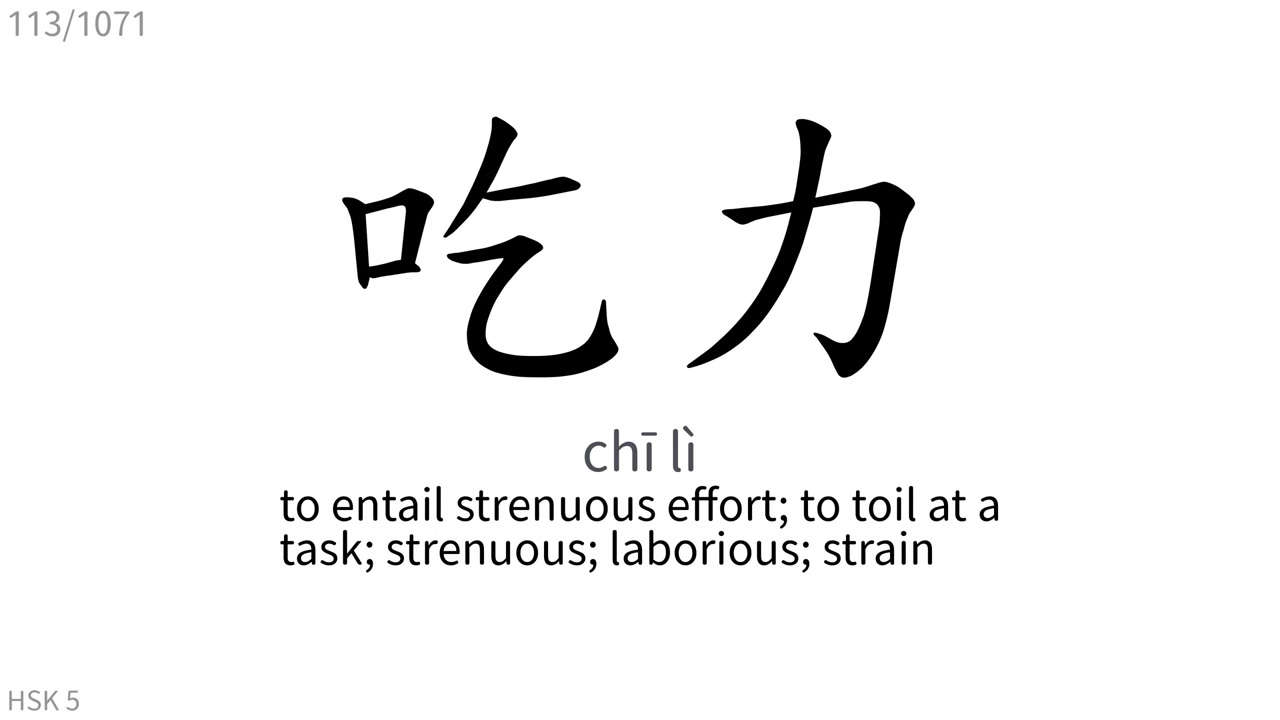 113/1071
吃力
chī lì
to entail strenuous effort; to toil at a
task; strenuous; laborious; strain
HSK 5